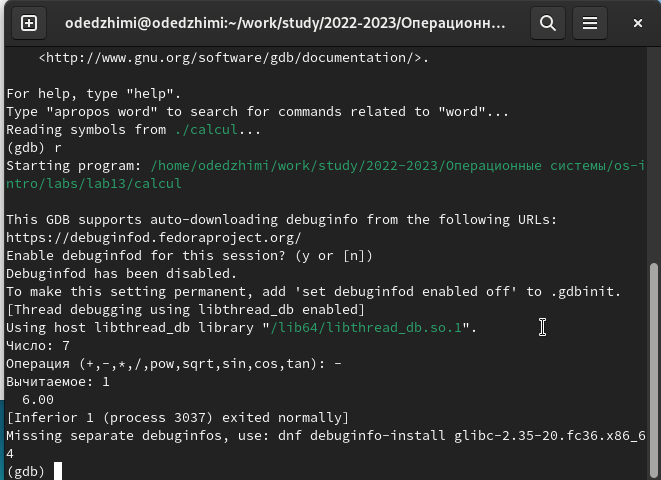 odedzhimi@odedzhimi:~/work/study/2022-2023/Операционн...
<http://www.gnu.org/software/gdb/documentation/>.
For help, type "help".
Type "apropos word" to search for commands related to "word"...
Reading symbols from ./calcul...
(gdb) r
Starting program: /home/odedzhimi/work/study/2022-2023/Операционные системы/os-i
ntro/labs/lab13/calcul
This GDB supports auto-downloading debuginfo from the following URLs:
https://debuginfod.fedoraproject.org/
Enable debuginfod for this session? (y or [n])
Debuginfod has been disabled.
To make this setting permanent, add 'set debuginfod enabled off' to .gdbinit.
[Thread debugging using libthread_db enabled]
Using host libthread_db library "/lib64/libthread_db.so.1".
Число: 7
Операция (+,-,*,/,pow,sqrt,sin,cos,tan): -
Вычитаемое: 1
6.00
[Inferior 1 (process 3037) exited normally]
Missing separate debuginfos, use: dnf debuginfo-install glibc-2.35-20.fc36.x86_6
4
(gdb)